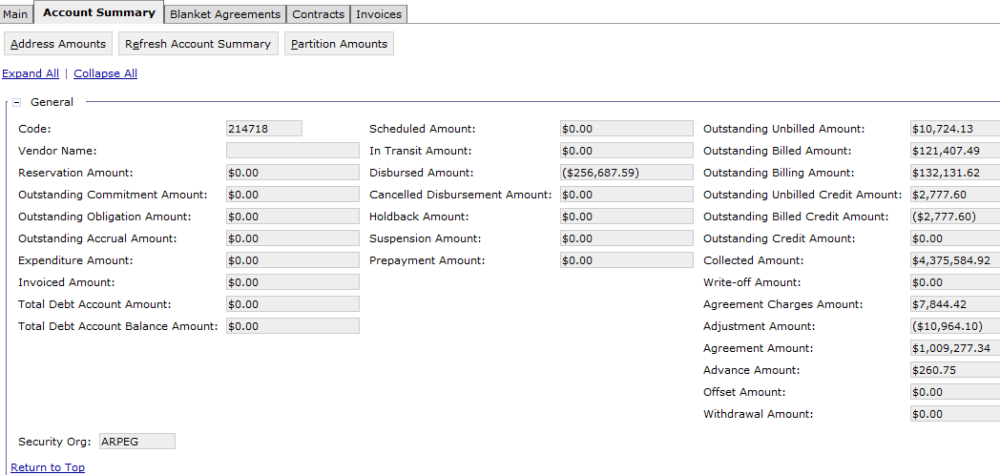 Main Account Summary Blanket Agreements Contracts Invoices
Address Amounts Refresh Account Summary Partition Amounts
Expand All | Collapse All
General
Code: 214718 Scheduled Amount: $0.00 Outstanding Unbilled Amount: $10,724.13
Vendor Name: In Transit Amount: $0.00 Outstanding Billed Amount: $121,407.49
Reservation Amount: $0.00 Disbursed Amount: ($256,687.59) Outstanding Billing Amount: $132,131.62
Outstanding Commitment Amount: $0.00 Cancelled Disbursement Amount: $0.00 Outstanding Unbilled Credit Amount: $2,777.60
Outstanding Obligation Amount: $0.00 Holdback Amount: $0.00 Outstanding Billed Credit Amount: ($2,777.60)
Outstanding Accrual Amount: $0.00 Suspension Amount: $0.00 Outstanding Credit Amount: $0.00
Expenditure Amount: $0.00 Prepayment Amount: $0.00 Collected Amount: $4,375,584.92
Invoiced Amount: $0.00 Write-off Amount: $0.00
Total Debt Account Amount: $0.00 Agreement Charges Amount: $7,844.42
Total Debt Account Balance Amount: $0.00 Adjustment Amount: ($10,964.10)
Agreement Amount: $1,009,277.34
Advance Amount: $260.75
Offset Amount: $0.00
Withdrawal Amount: $0.00
Security Org: ARPEG
Return to Top